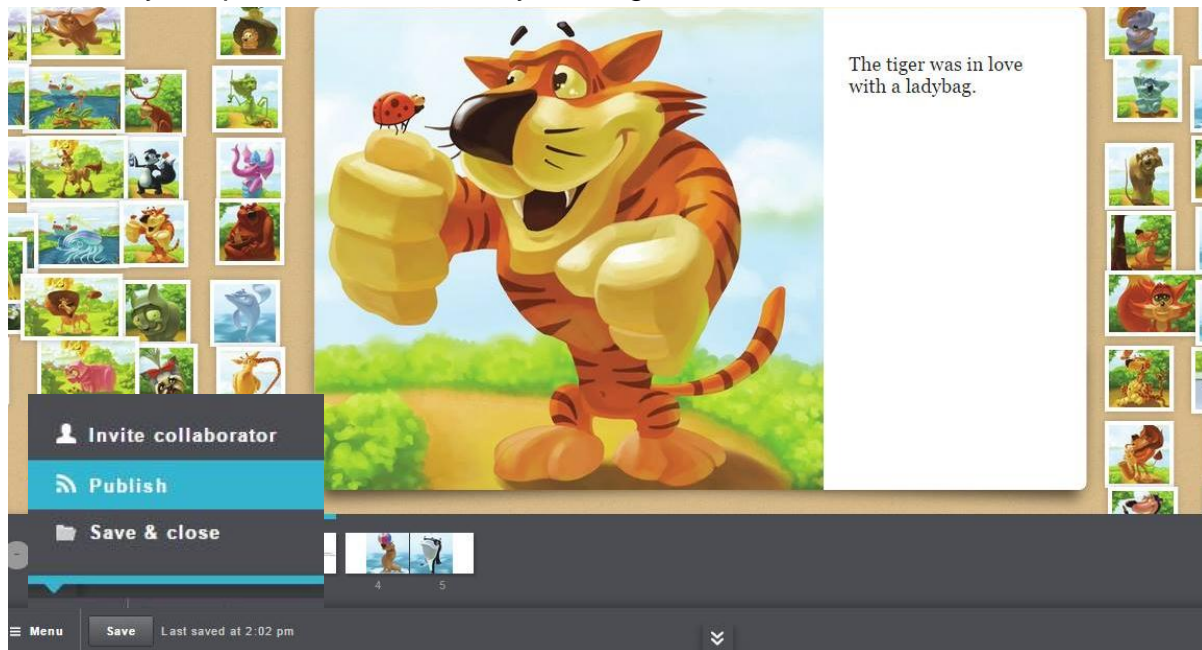 The tiger was in love
with a ladybag.
Invite collaborator
Publish
Save & close
4 5
Menu Save Last saved at 2:02 pm